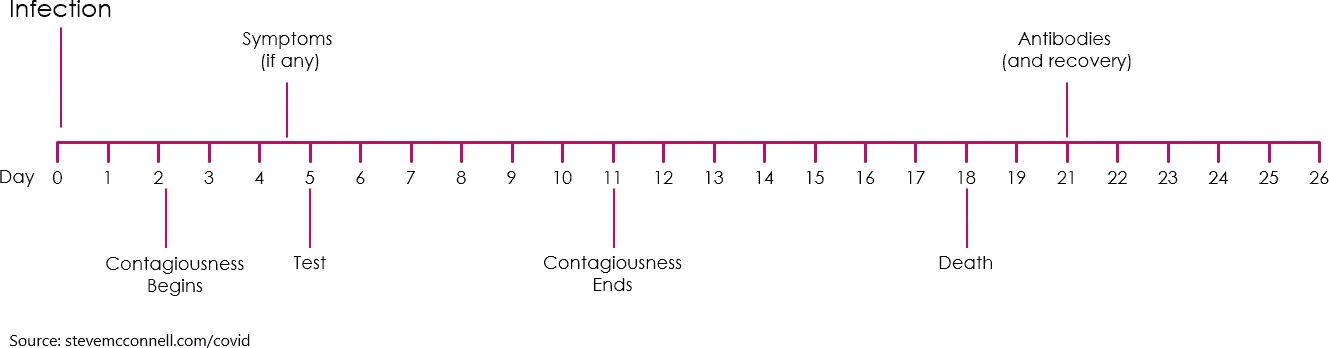 Infection
Symptoms
(if any)
Antibodies
(and recovery)
Day 0 1 2 3 4 5 6 7 8 9 10 11 12 13 14 15 16 17 18 19 20 21 22 23 24 25 26
Contagiousness
Begins
Test
Contagiousness
Ends
Death
Source: stevemcconnell.com/covid